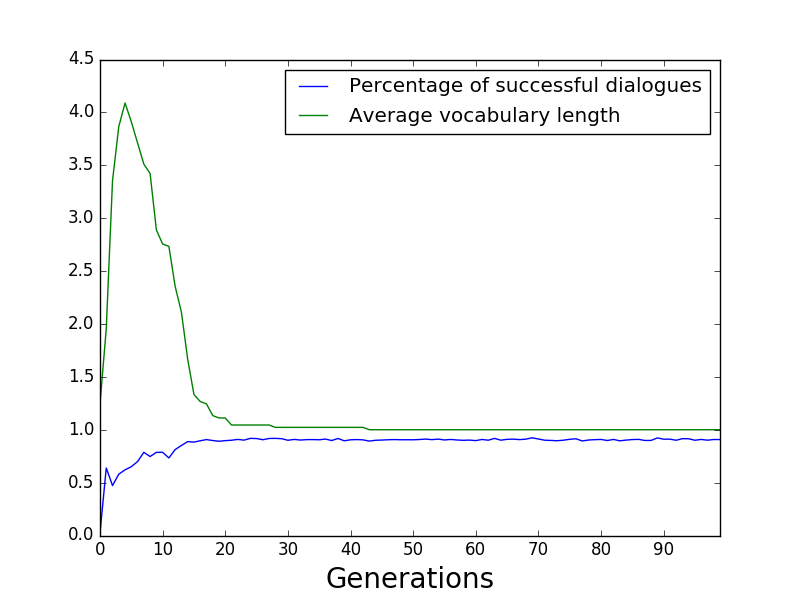 Percentage of successful dialogues
Average vocabulary length
4.5
4.0
3.5
3.0
2.5
2.0
1.5
1.0
0.5
0.0
0 10 20 30 40 50 60 70 80 90
Generations